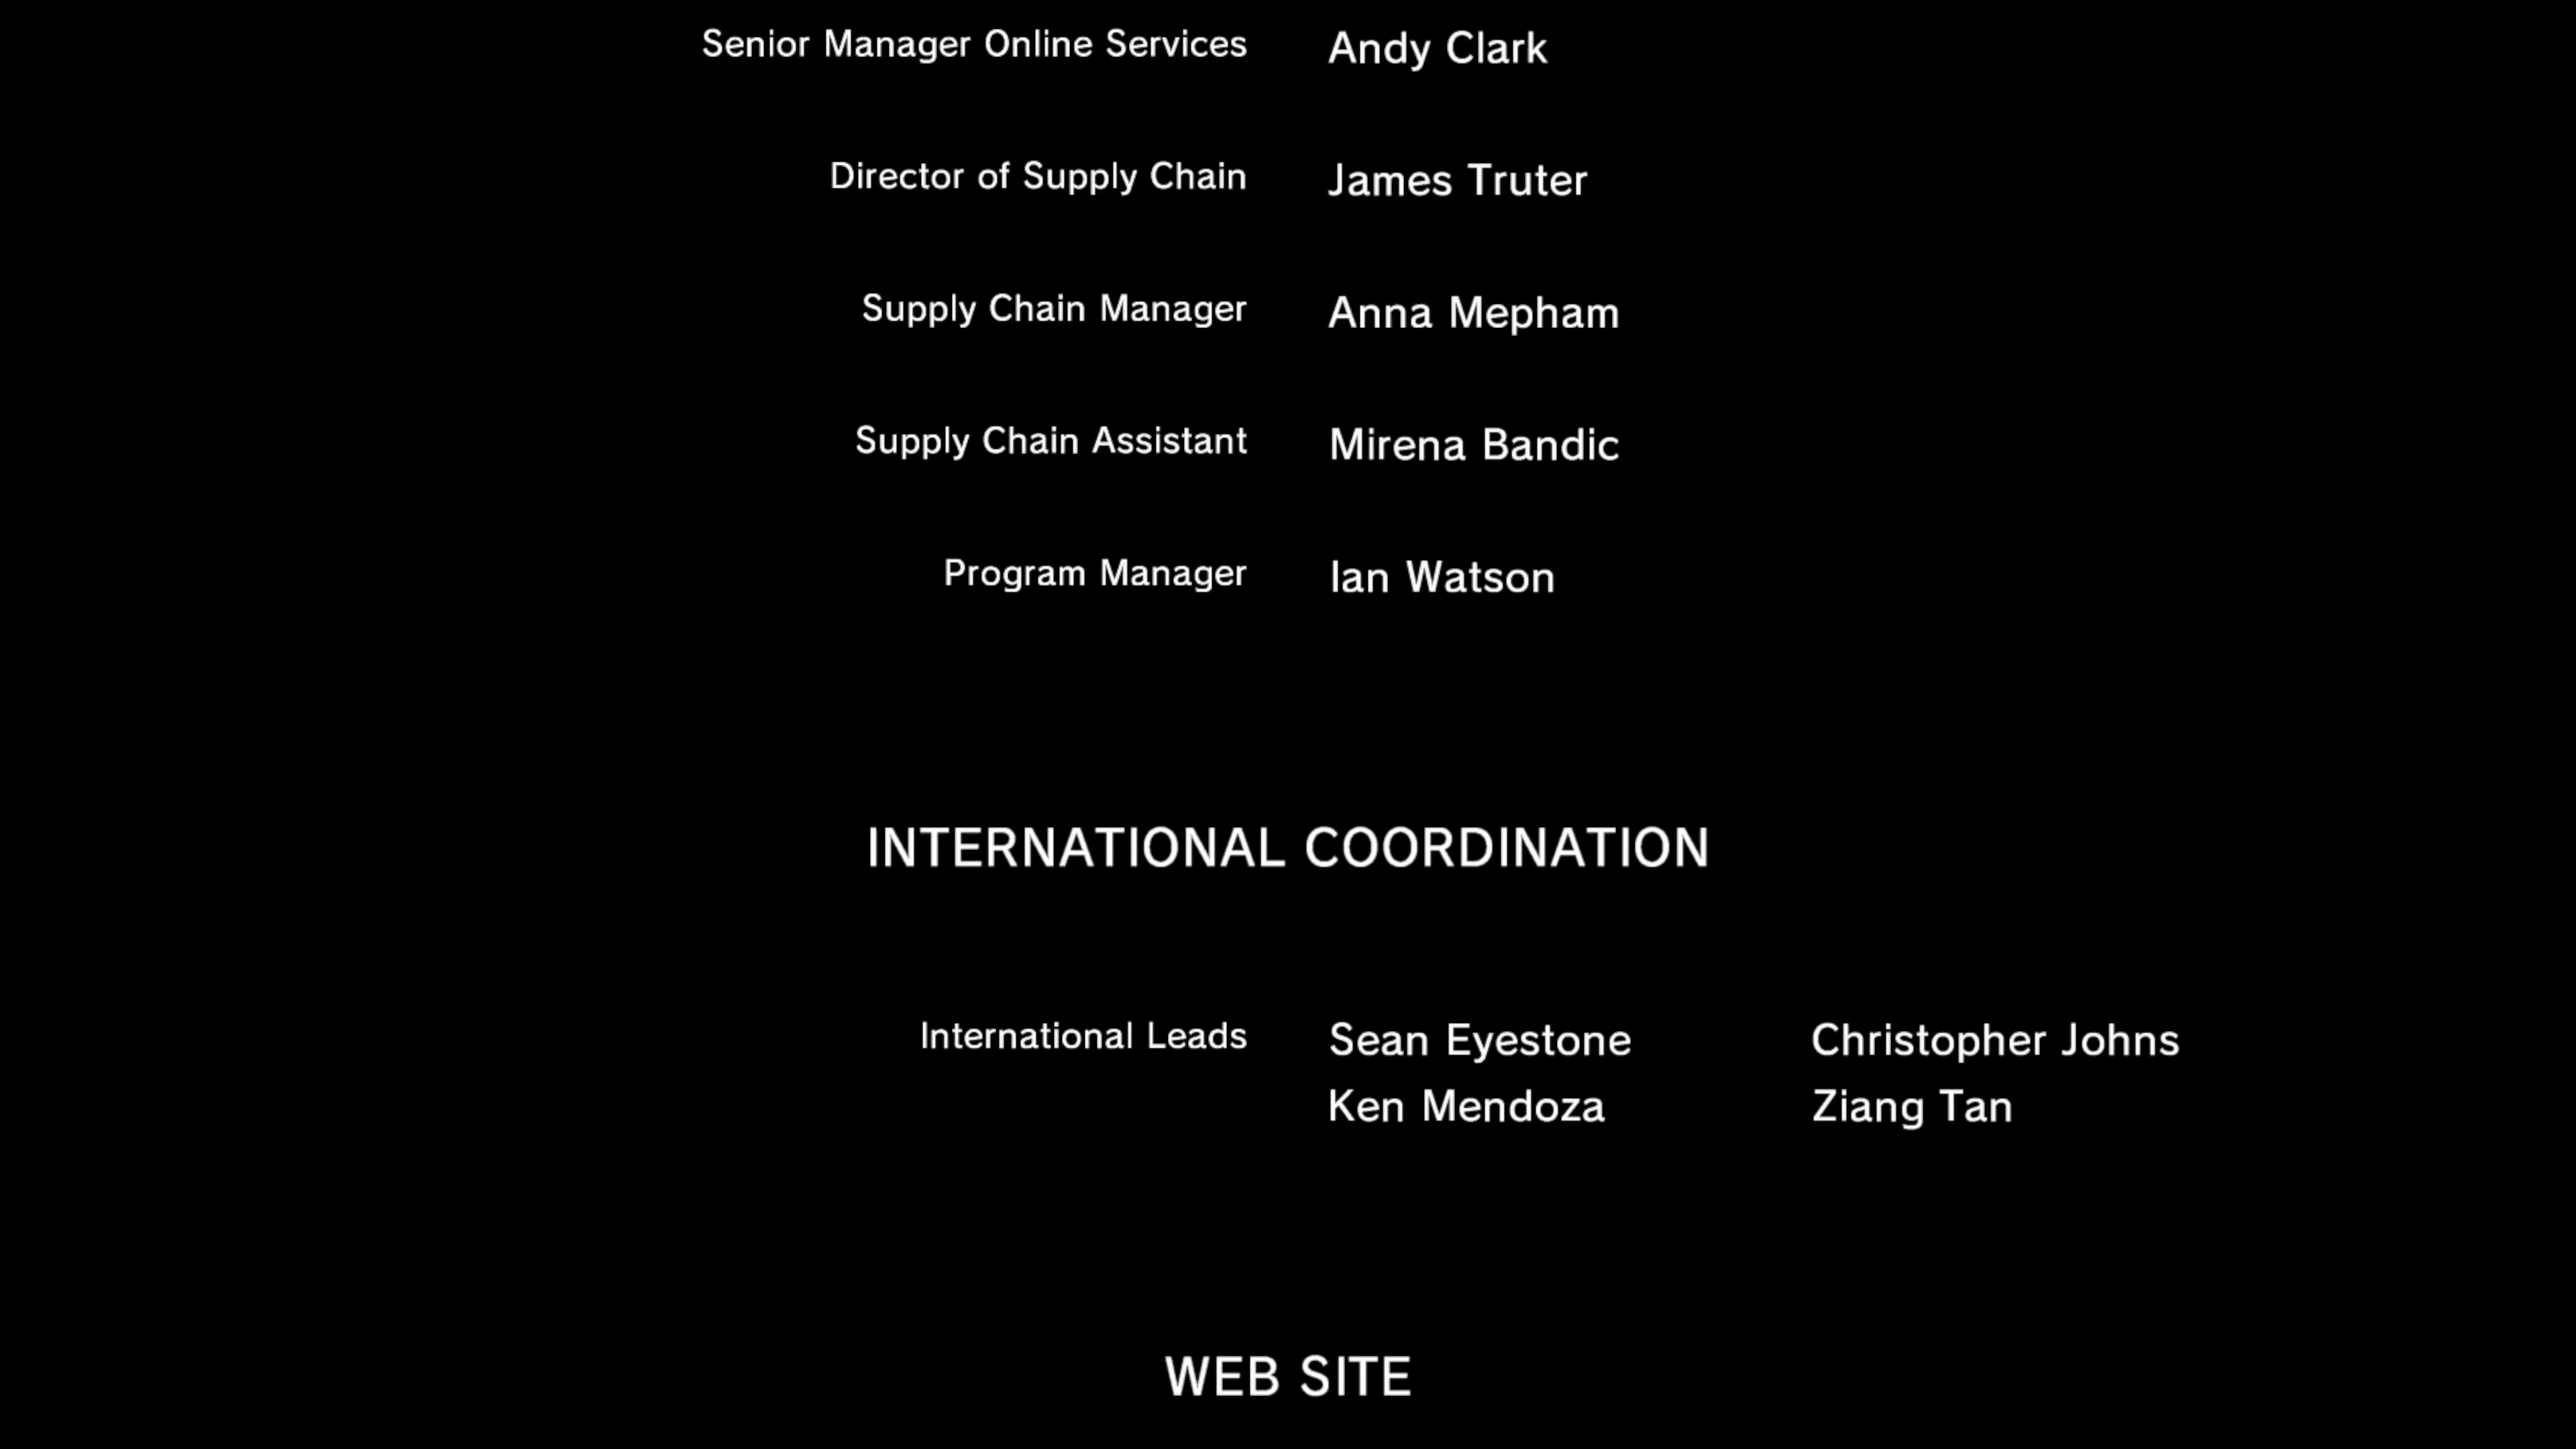 Senior Manager Online Services Andy Clark
Director of Supply Chain James Truter
Supply Chain Manager Anna Mepham
Supply Chain Assistant Mirena Bandic
Program Manager Ian Watson
INTERNATIONAL COORDINATION
International Leads Sean Eyestone Christopher Johns
Ken Mendoza Ziang Tan
WEB SITE